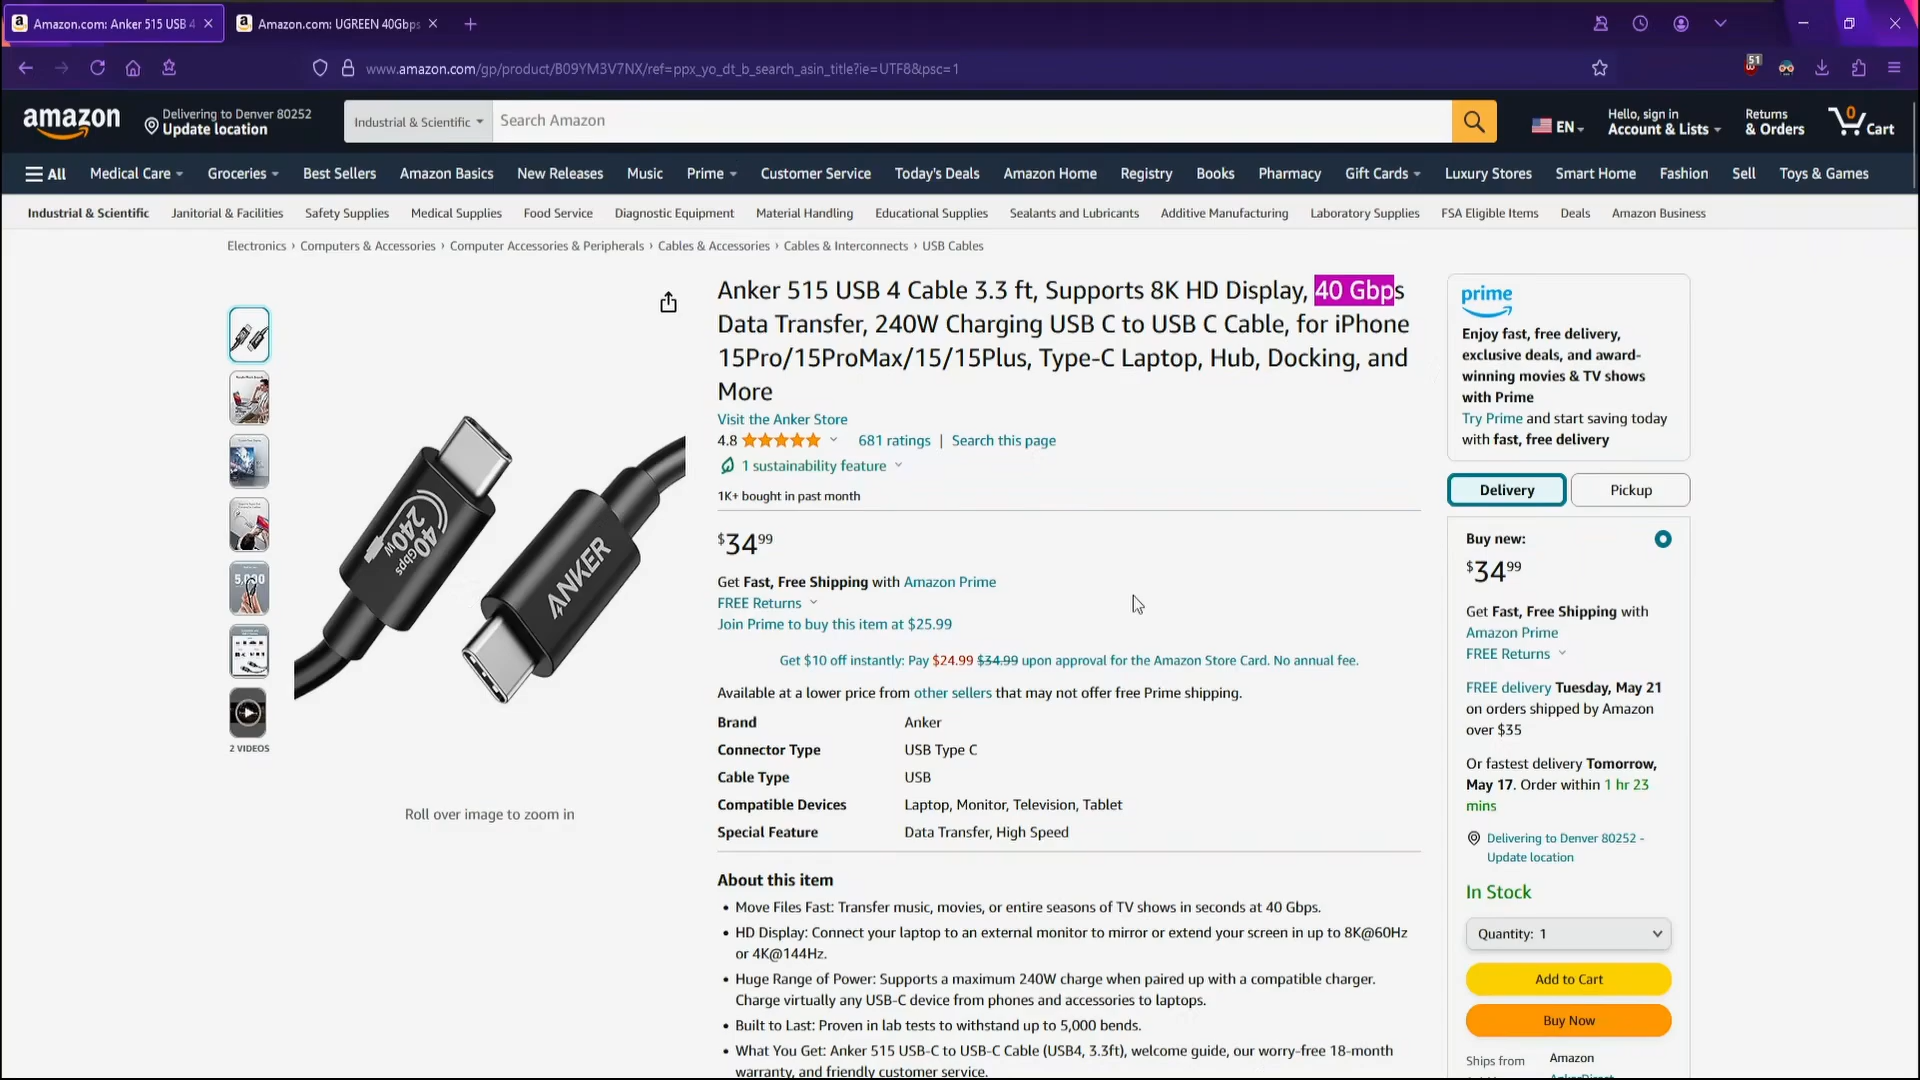 Amazon.com: Anker 515 USB 4
Amazon.com: UGREEN 40Gbps
www.amazon.com/gp/product/B09YM3V7NX/ref=ppx_yo_dt_b_search_asin_title?ie=UTF8&psc=1
51
amazon
Delivering to Denver 80252
Update location
Industrial & Scientific
Search Amazon
EN
Hello, sign in
Account & Lists
Returns
& Orders
0
Cart
All
Medical Care
Groceries
Best Sellers
Amazon Basics
New Releases
Music
Prime
Customer Service
Today's Deals
Amazon Home
Registry
Books
Pharmacy
Gift Cards
Luxury Stores
Smart Home
Fashion
Sell
Toys & Games
Industrial & Scientific
Janitorial & Facilities
Safety Supplies
Medical Supplies
Food Service
Diagnostic Equipment
Material Handling
Educational Supplies
Sealants and Lubricants
Additive Manufacturing
Laboratory Supplies
FSA Eligible Items
Deals
Amazon Business
Electronics › Computers & Accessories › Computer Accessories & Peripherals › Cables & Accessories › Cables & Interconnects › USB Cables
5,000
2 VIDEOS
40Gbps
240W
ANKER
Roll over image to zoom in
Anker 515 USB 4 Cable 3.3 ft, Supports 8K HD Display, 40 Gbps
Data Transfer, 240W Charging USB C to USB C Cable, for iPhone
15Pro/15ProMax/15/15Plus, Type-C Laptop, Hub, Docking, and
More
Visit the Anker Store
4.8
681 ratings | Search this page
1 sustainability feature
1K+ bought in past month
$34.99
Get Fast, Free Shipping with Amazon Prime
FREE Returns
Join Prime to buy this item at $25.99
Get $10 off instantly: Pay $24.99 $34.99 upon approval for the Amazon Store Card. No annual fee.
Available at a lower price from other sellers that may not offer free Prime shipping.
Brand Anker
Connector Type USB Type C
Cable Type USB
Compatible Devices Laptop, Monitor, Television, Tablet
Special Feature Data Transfer, High Speed
About this item
• Move Files Fast: Transfer music, movies, or entire seasons of TV shows in seconds at 40 Gbps.
• HD Display: Connect your laptop to an external monitor to mirror or extend your screen in up to 8K@60Hz
or 4K@144Hz.
• Huge Range of Power: Supports a maximum 240W charge when paired up with a compatible charger.
Charge virtually any USB-C device from phones and accessories to laptops.
• Built to Last: Proven in lab tests to withstand up to 5,000 bends.
• What You Get: Anker 515 USB-C to USB-C Cable (USB4, 3.3ft), welcome guide, our worry-free 18-month
warranty, and friendly customer service.
prime
Enjoy fast, free delivery,
exclusive deals, and award-
winning movies & TV shows
with Prime
Try Prime and start saving today
with fast, free delivery
Delivery
Pickup
Buy new:
$34.99
Get Fast, Free Shipping with
Amazon Prime
FREE Returns
FREE delivery Tuesday, May 21
on orders shipped by Amazon
over $35
Or fastest delivery Tomorrow,
May 17. Order within 1 hr 23
mins
Delivering to Denver 80252 -
Update location
In Stock
Quantity: 1
Add to Cart
Buy Now
Ships from Amazon
AnkerDirect